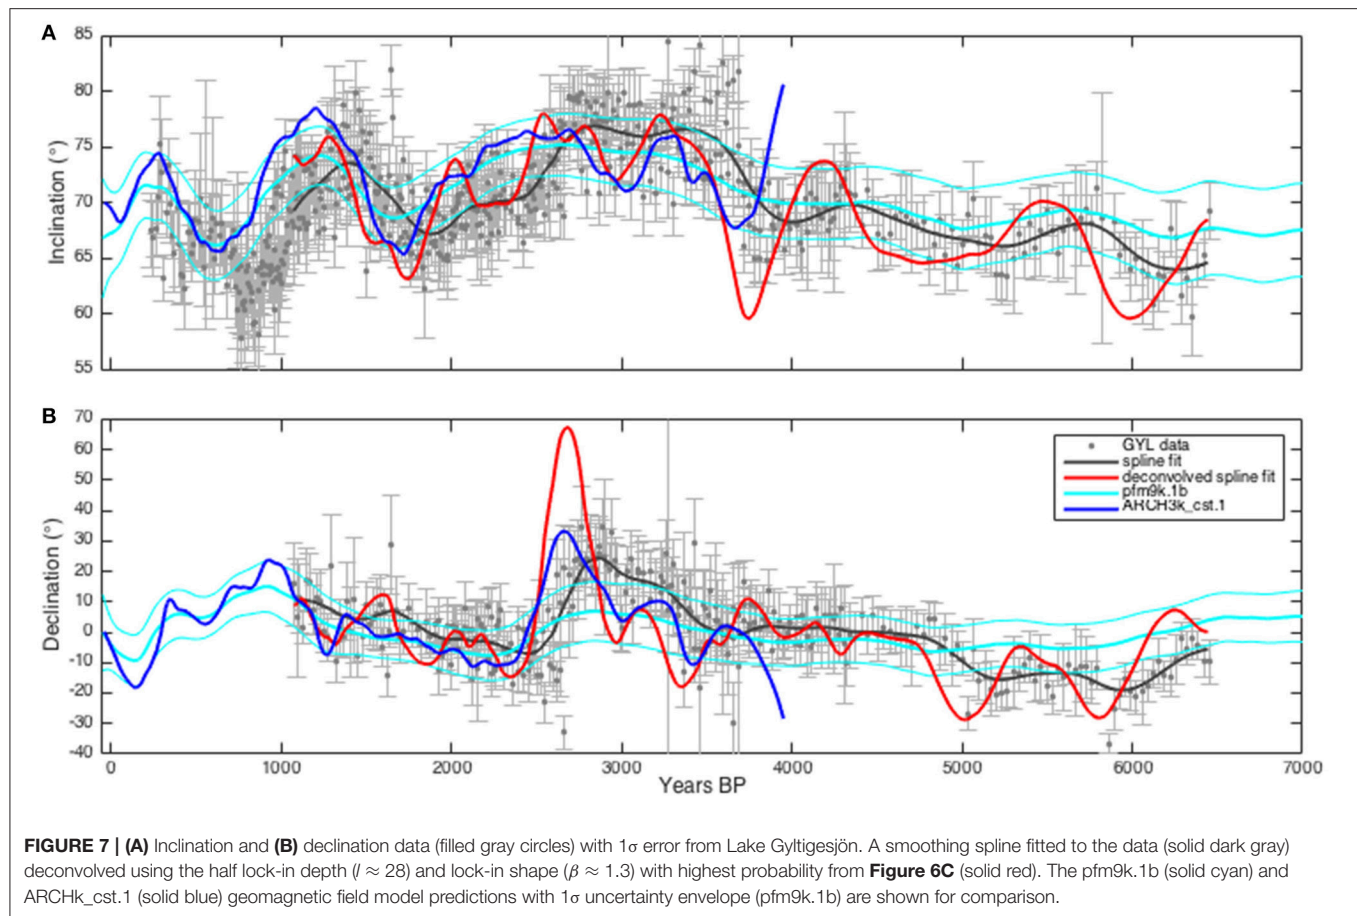 A
85
80
75
70
65
60
55
Inclination (°)
B
70
60
50
40
30
20
10
0
-10
-20
-30
-40
Declination (°)
GYL data
spline fit
deconvolved spline fit
pfm9k.1b
ARCH3k_cst.1
0 1000 2000 3000 4000 5000 6000 7000
Years BP
FIGURE 7 | (A) Inclination and (B) declination data (filled gray circles) with 1σ error from Lake Gyltigesjön. A smoothing spline fitted to the data (solid dark gray)
deconvolved using the half lock-in depth (l ≈ 28) and lock-in shape (β ≈ 1.3) with highest probability from Figure 6C (solid red). The pfm9k.1b (solid cyan) and
ARCHk_cst.1 (solid blue) geomagnetic field model predictions with 1σ uncertainty envelope (pfm9k.1b) are shown for comparison.